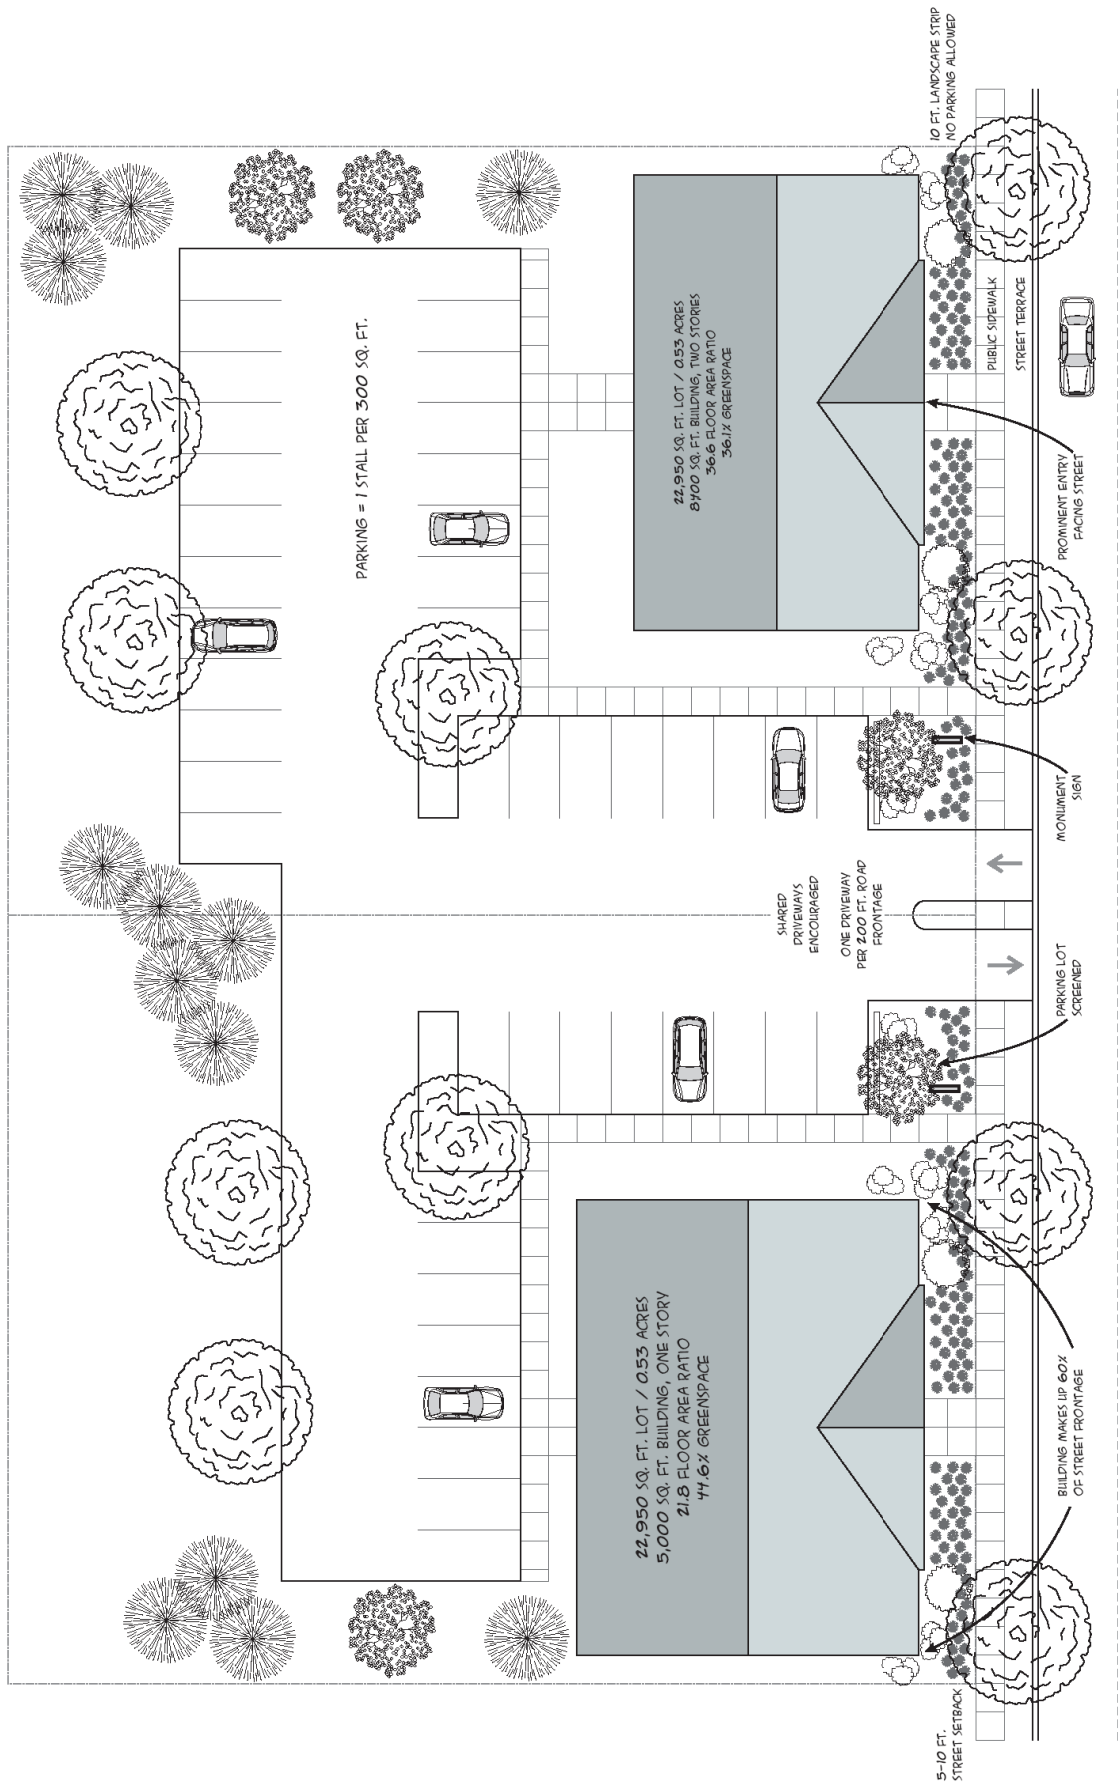 10 FT. LANDSCAPE STRIP
NO PARKING ALLOWED
PARKING = 1 STALL PER 300 SQ. FT.
22,950 SQ. FT. LOT / 0.53 ACRES
8400 SQ. FT. BUILDING, TWO STORIES
36.6 FLOOR AREA RATIO
36.1% GREENSPACE
PUBLIC SIDEWALK
STREET TERRACE
PROMINENT ENTRY
FACING STREET
MONUMENT
SIGN
SHARED
DRIVEWAYS
ENCOURAGED
ONE DRIVEWAY
PER 200 FT. ROAD
FRONTAGE
PARKING LOT
SCREENED
22,950 SQ. FT. LOT / 0.53 ACRES
5,000 SQ. FT. BUILDING, ONE STORY
21.8 FLOOR AREA RATIO
44.6% GREENSPACE
BUILDING MAKES UP 60%
OF STREET FRONTAGE
5-10 FT.
STREET SETBACK